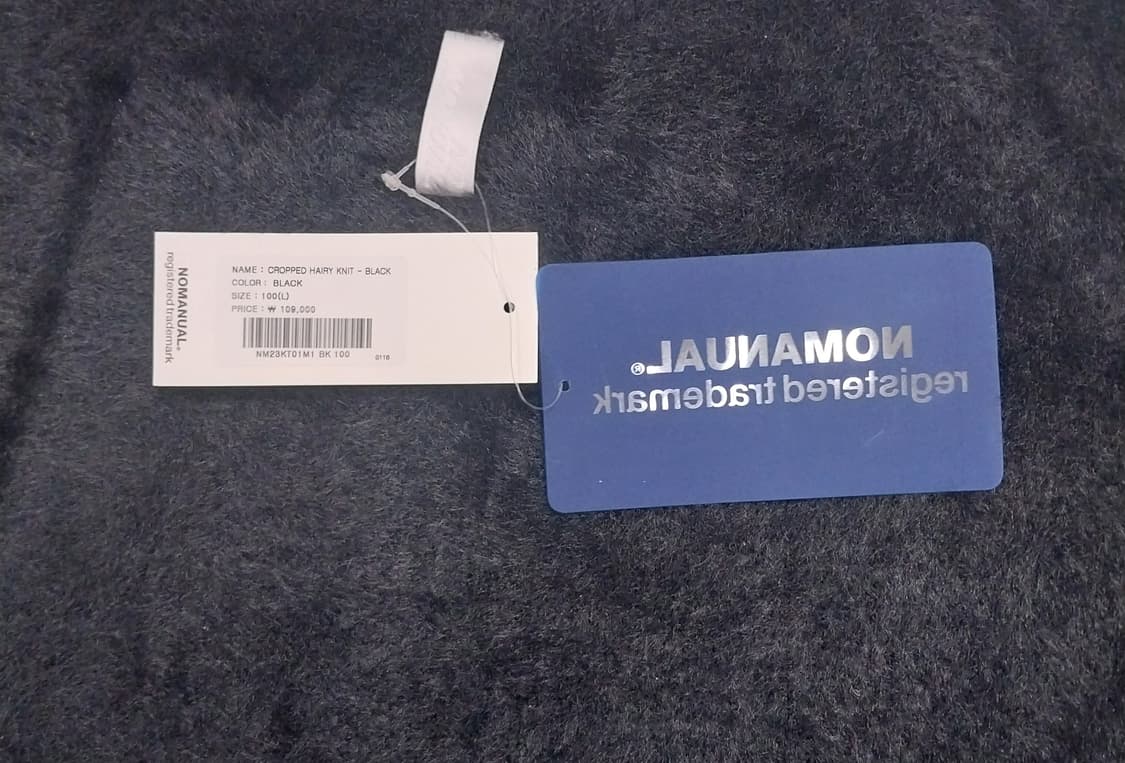 NAME : CROPPED HAIRY KNIT - BLACK
COLOR : BLACK
SIZE : 100(L)
PRICE : ₩ 109,000
NM23KT01M1 BK 100
0116
NOMANUAL®
registered trademark
NOMANUAL®
registered trademark